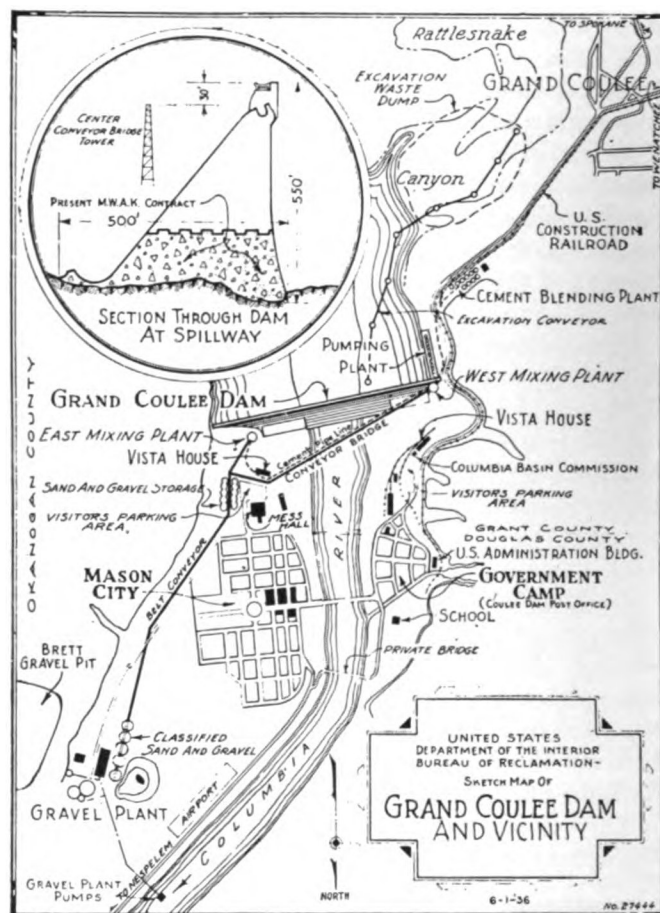 Rattlesnake
TO SPOKANE
GRAND COULEE
TO WENATCHEE
EXCAVATION
WASTE
DUMP
Canyon
30'
CENTER
CONVEYOR BRIDGE
TOWER
550'
PRESENT M.W.A.K. CONTRACT
500'
SECTION THROUGH DAM
AT SPILLWAY
U.S.
CONSTRUCTION
RAILROAD
CEMENT BLENDING PLANT
EXCAVATION CONVEYOR
PUMPING
PLANT
WEST MIXING PLANT
GRAND COULEE DAM
EAST MIXING PLANT
VISTA HOUSE
Cement Pipe Line
CONVEYOR BRIDGE
VISTA HOUSE
COLUMBIA BASIN COMMISSION
SAND AND GRAVEL STORAGE
VISITORS PARKING
AREA
MESS
HALL
RIVER
VISITORS PARKING
AREA
GRANT COUNTY
DOUGLAS COUNTY
U.S. ADMINISTRATION BLDG.
OKANOGAN COUNTY
MASON
CITY
BELT CONVEYOR
GOVERNMENT
CAMP
(COULEE DAM POST OFFICE)
SCHOOL
PRIVATE BRIDGE
BRETT
GRAVEL PIT
CLASSIFIED
SAND AND GRAVEL
GRAVEL PLANT
TO NESPELEM
AIRPORT
COLUMBIA
GRAVEL PLANT
PUMPS
NORTH
UNITED STATES
DEPARTMENT OF THE INTERIOR
BUREAU OF RECLAMATION-
SKETCH MAP OF
GRAND COULEE DAM
AND VICINITY
6-1-36
No. 27444